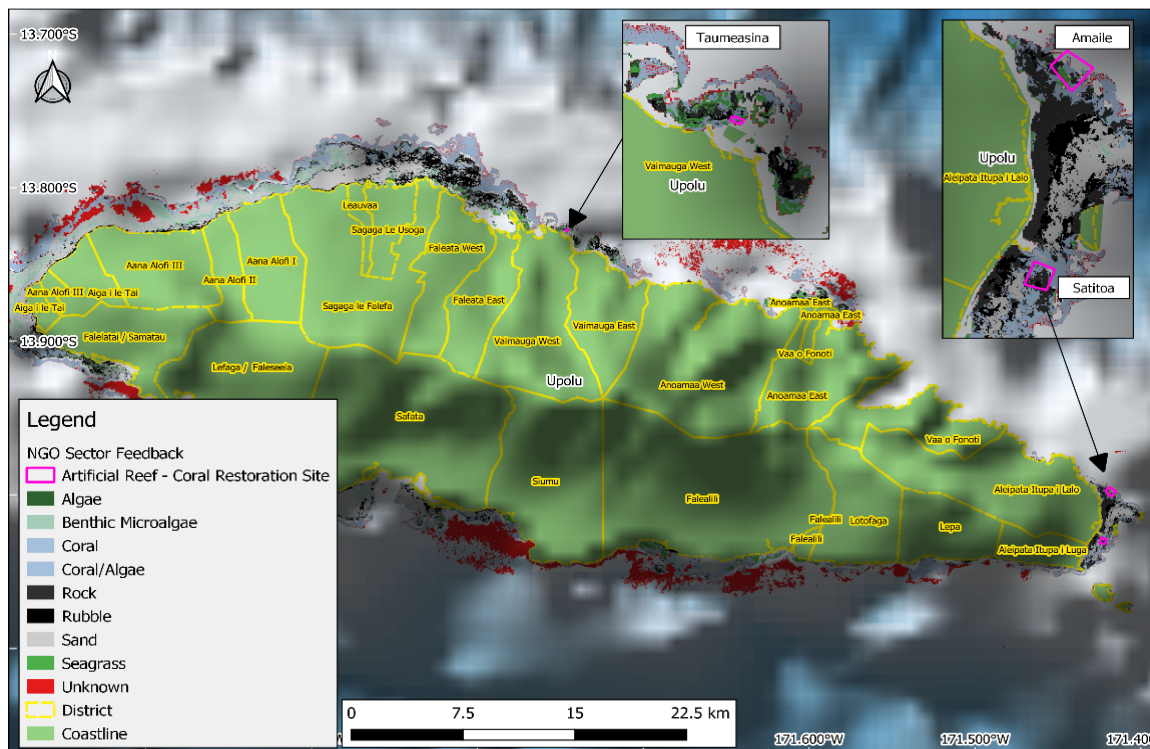 13.700°S
N
13.800°S
13.900°S
Taumeasina
Vaimauga West
Upolu
Amaile
Upolu
Aleipata Itupa i Lalo
Satitoa
Leauvaa
Sagaga Le Usoga
Faleata West
Aana Alofi III
Aana Alofi I
Aana Alofi II
Aana Alofi III
Aiga i le Tai
Aiga i le Tai
Sagaga le Falefa
Faleata East
Vaimauga East
Anoamaa East
Anoamaa East
Falelatai / Samatau
Vaimauga West
Vaa o Fonoti
Lefaga / Faleseela
Upolu
Anoamaa West
Anoamaa East
Safata
Vaa o Fonoti
Siumu
Falealili
Aleipata Itupa i Lalo
Falealili
Lotofaga
Lepa
Falealili
Aleipata Itupa i Luga
Legend
NGO Sector Feedback
Artificial Reef - Coral Restoration Site
Algae
Benthic Microalgae
Coral
Coral/Algae
Rock
Rubble
Sand
Seagrass
Unknown
District
Coastline
0 7.5 15 22.5 km
171.600°W
171.500°W